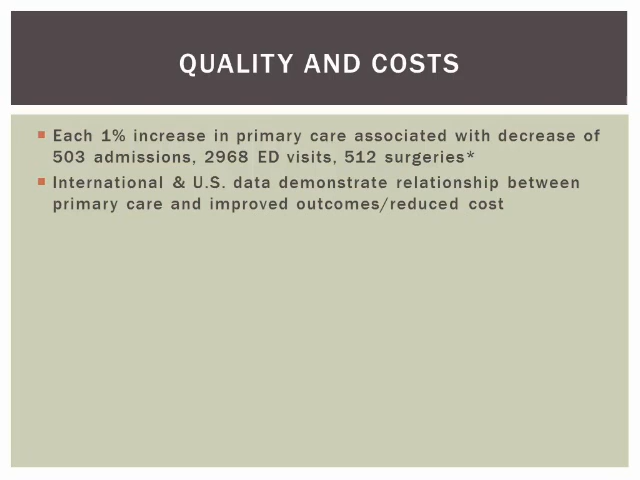 QUALITY AND COSTS
Each 1% increase in primary care associated with decrease of
503 admissions, 2968 ED visits, 512 surgeries*
International & U.S. data demonstrate relationship between
primary care and improved outcomes/reduced cost